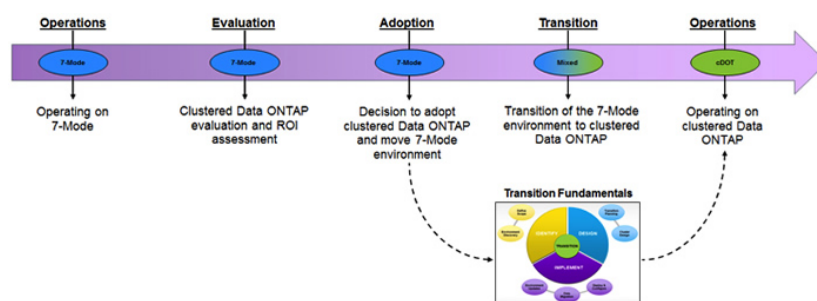 Operations
Evaluation
Adoption
Transition
Operations
7-Mode
7-Mode
7-Mode
Mixed
cDOT
Operating on
7-Mode
Clustered Data ONTAP
evaluation and ROI
assessment
Decision to adopt
clustered Data ONTAP
and move 7-Mode
environment
Transition of the 7-Mode
environment to clustered
Data ONTAP
Operating on
clustered Data
ONTAP
Transition Fundamentals
IDENTIFY
DESIGN
TRANSITION
IMPLEMENT